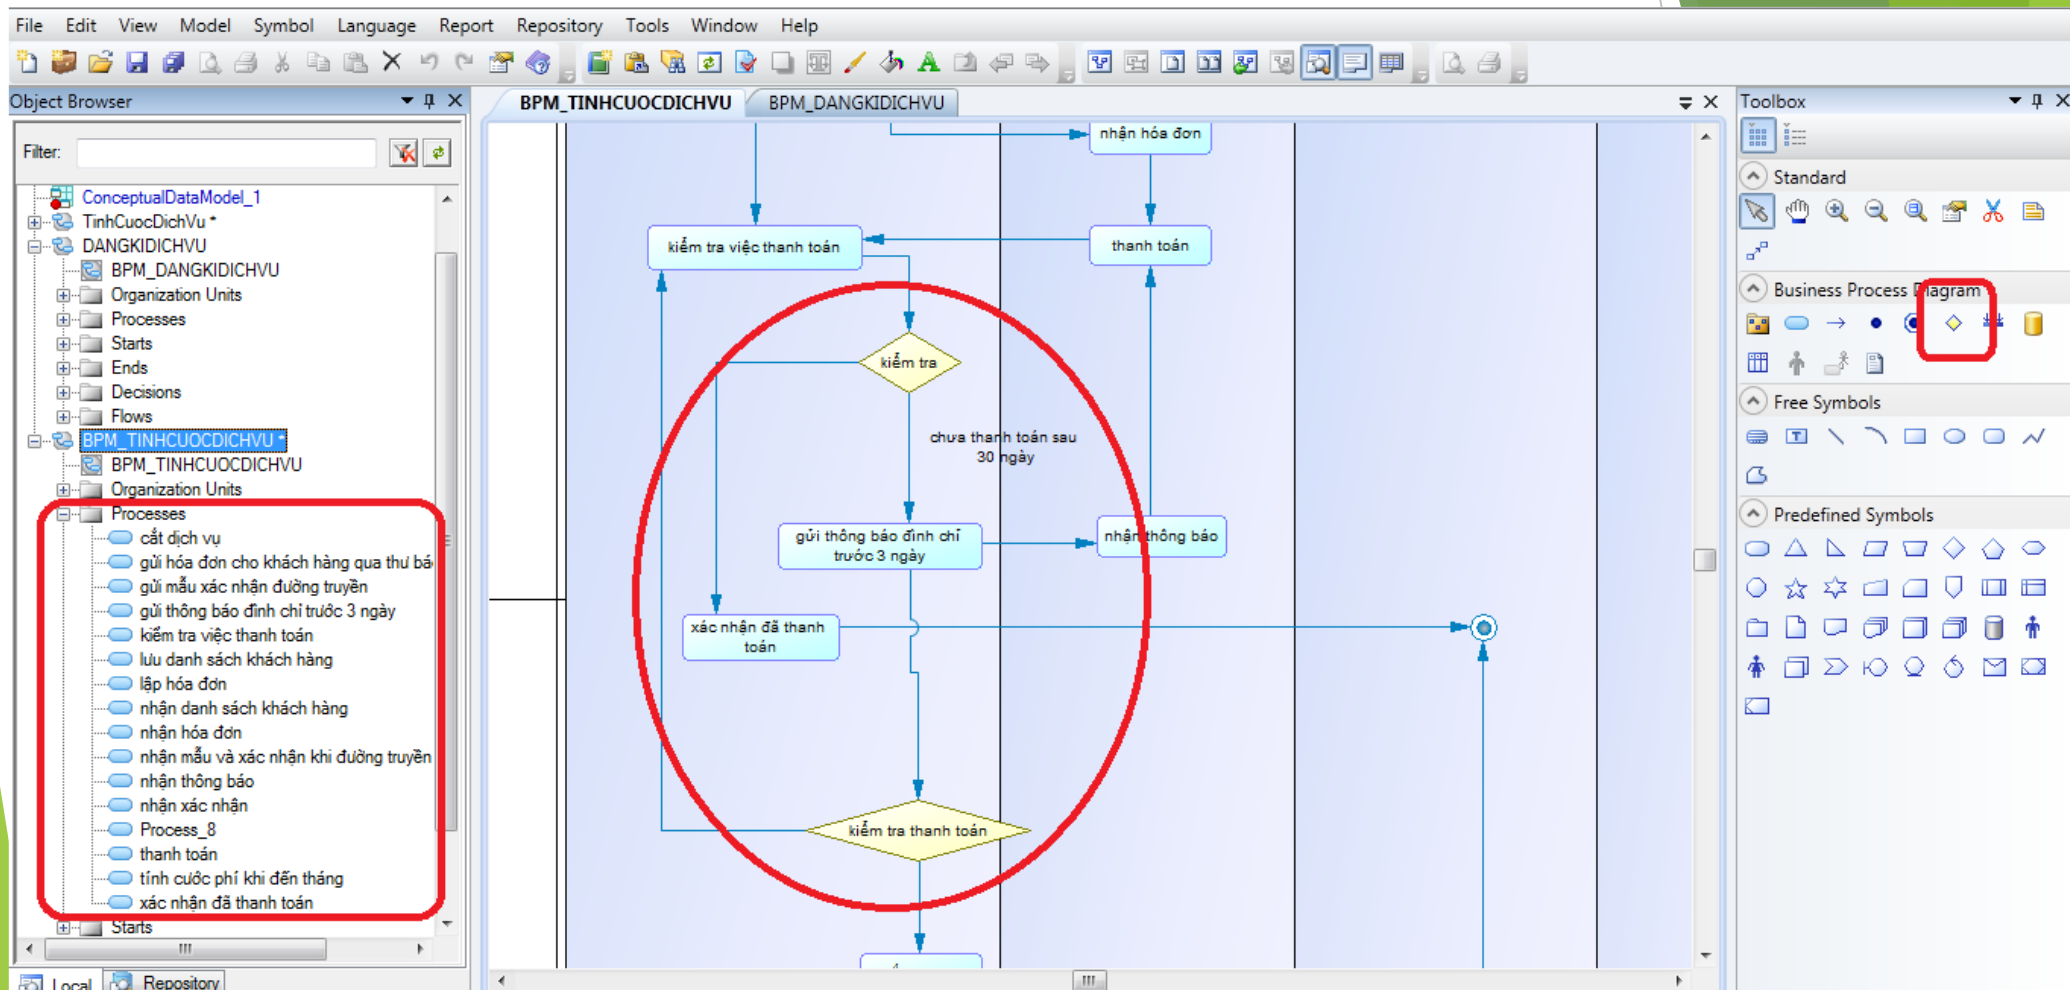 File Edit View Model Symbol Language Report Repository Tools Window Help
Object Browser
Filter:
ConceptualDataModel_1
TinhCuocDichVu *
DANGKIDICHVU
BPM_DANGKIDICHVU
Organization Units
Processes
Starts
Ends
Decisions
Flows
BPM_TINHCUOCDICHVU *
BPM_TINHCUOCDICHVU
Organization Units
Processes
cắt dịch vụ
gửi hóa đơn cho khách hàng qua thư bá
gửi mẫu xác nhận đường truyền
gửi thông báo đình chỉ trước 3 ngày
kiểm tra việc thanh toán
lưu danh sách khách hàng
lập hóa đơn
nhận danh sách khách hàng
nhận hóa đơn
nhận mẫu và xác nhận khi đường truyền
nhận thông báo
nhận xác nhận
Process_8
thanh toán
tính cước phí khi đến tháng
xác nhận đã thanh toán
Starts
Local Repository
BPM_TINHCUOCDICHVU BPM_DANGKIDICHVU
nhận hóa đơn
kiểm tra việc thanh toán
thanh toán
kiểm tra
chưa thanh toán sau
30 ngày
gửi thông báo đình chỉ
trước 3 ngày
nhận thông báo
xác nhận đã thanh
toán
kiểm tra thanh toán
Toolbox
Standard
Business Process Diagram
Free Symbols
Predefined Symbols